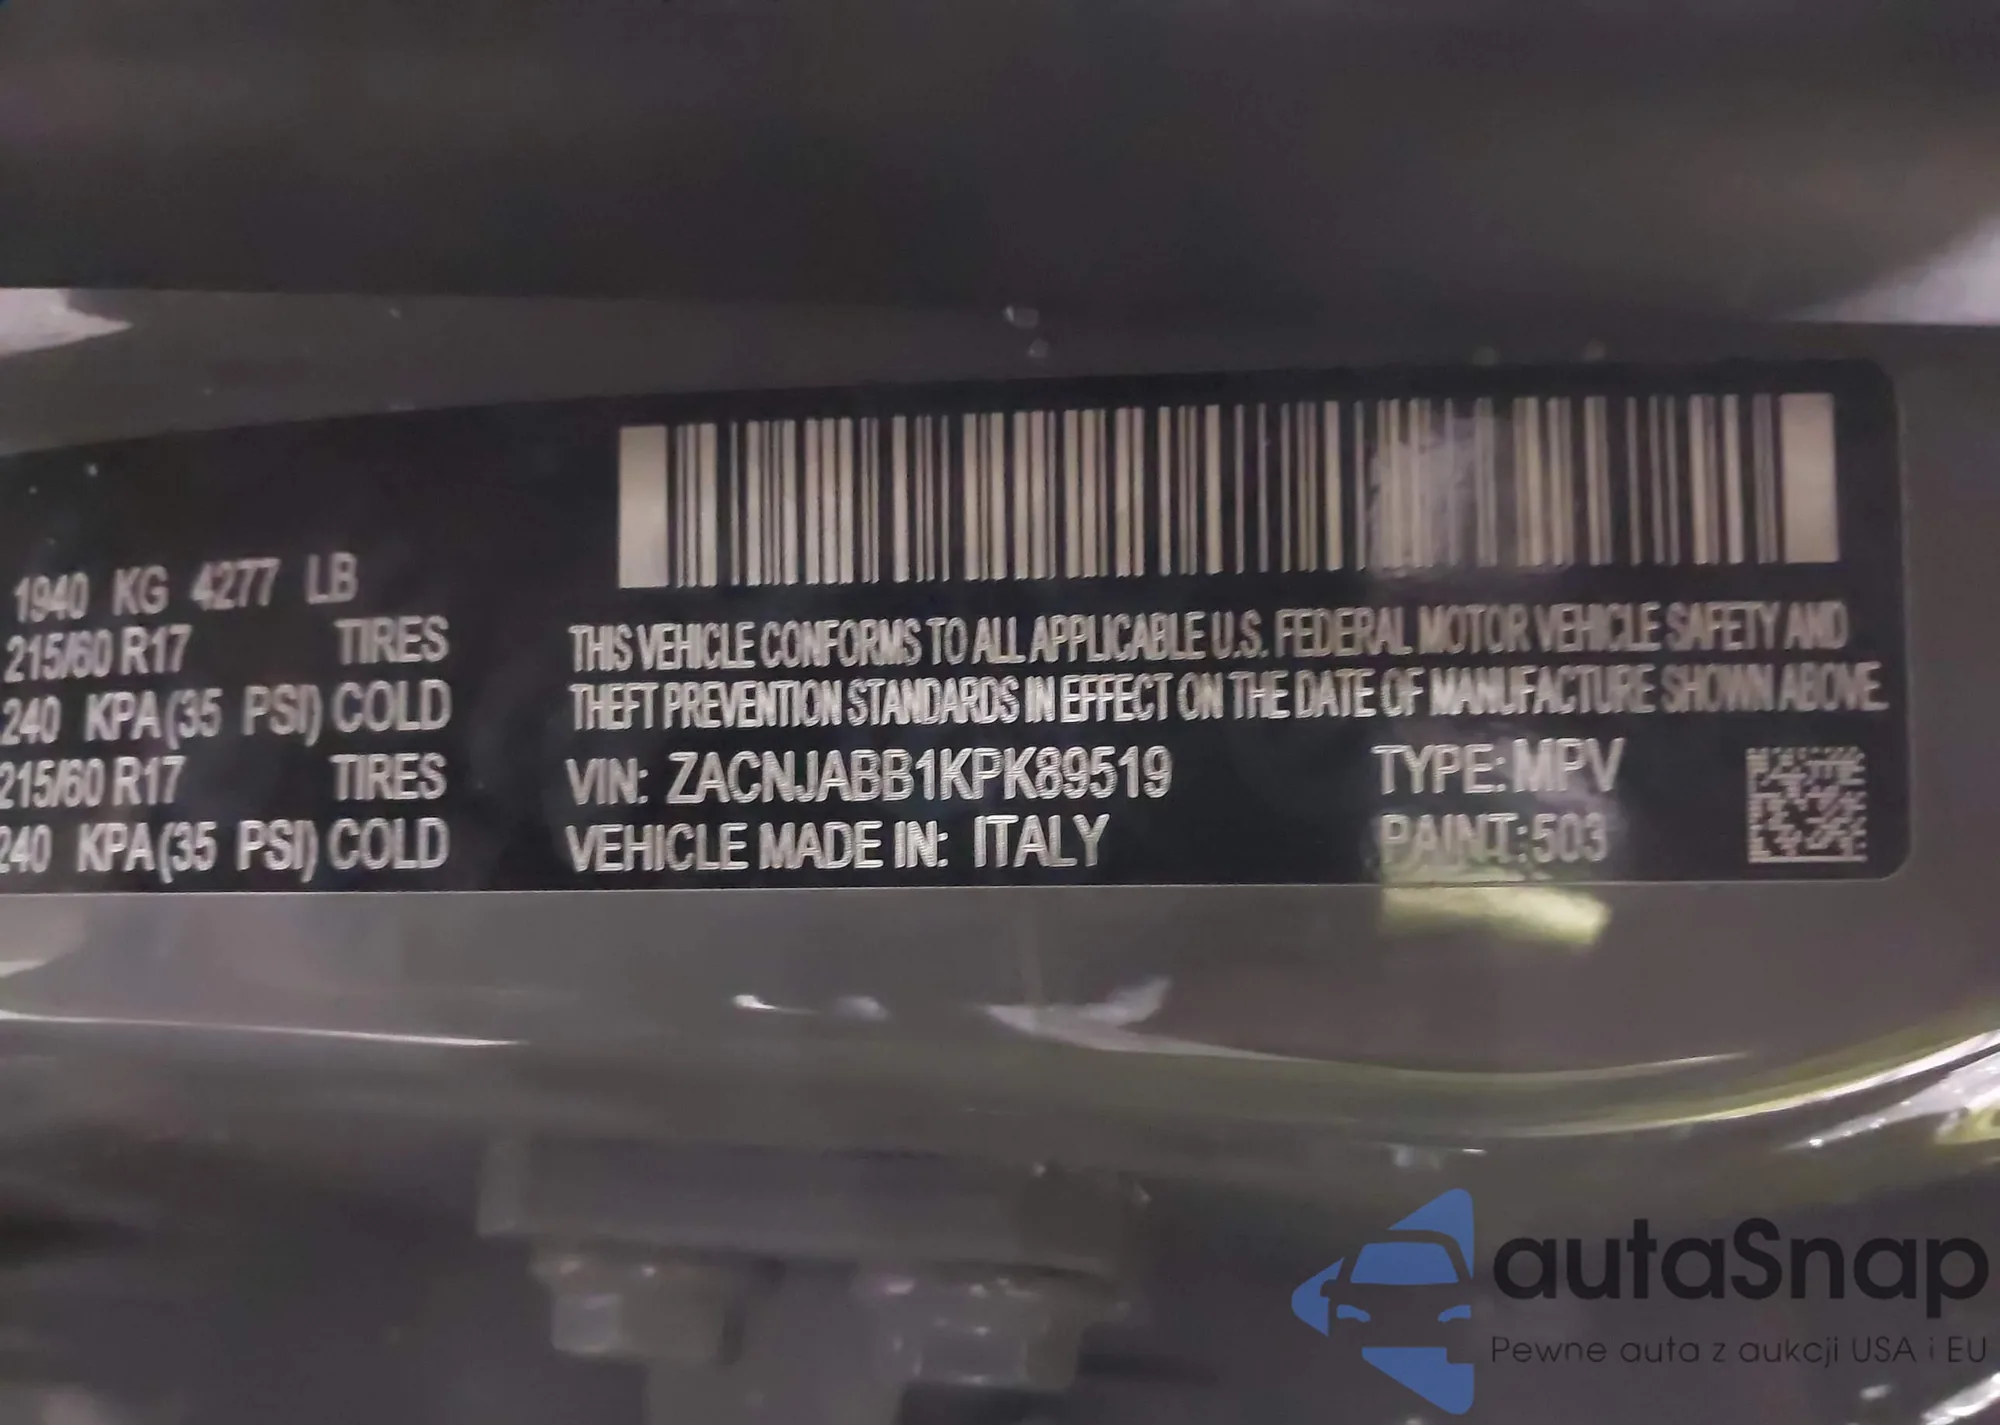 1940 KG 4277 LB
215/60 R17 TIRES
240 KPA(35 PSI) COLD
215/60 R17 TIRES
240 KPA(35 PSI) COLD
THIS VEHICLE CONFORMS TO ALL APPLICABLE U.S. FEDERAL MOTOR VEHICLE SAFETY AND
THEFT PREVENTION STANDARDS IN EFFECT ON THE DATE OF MANUFACTURE SHOWN ABOVE.
VIN: ZACNJABB1KPK89519 TYPE: MPV
VEHICLE MADE IN: ITALY PAINT: 503
autaSnap
Pewne auta z aukcji USA i EU